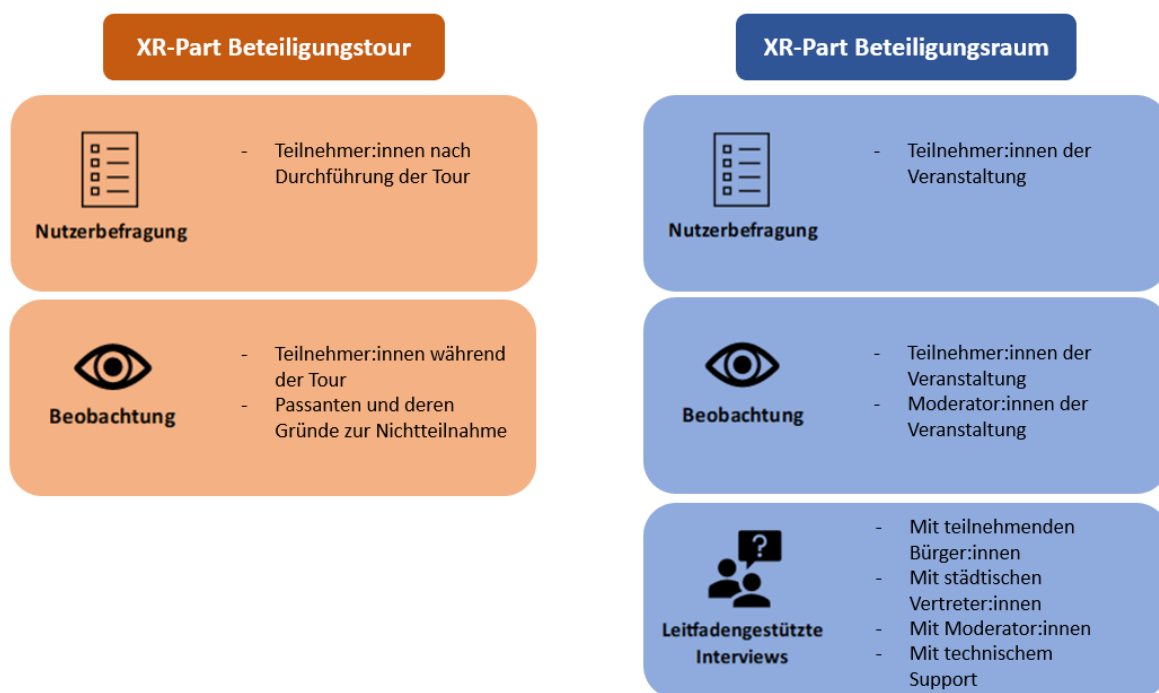 XR-Part Beteiligungstour
Nutzerbefragung
- Teilnehmer:innen nach
Durchführung der Tour
Beobachtung
- Teilnehmer:innen während
der Tour
- Passanten und deren
Gründe zur Nichtteilnahme
XR-Part Beteiligungsraum
Nutzerbefragung
- Teilnehmer:innen der
Veranstaltung
Beobachtung
- Teilnehmer:innen der
Veranstaltung
- Moderator:innen der
Veranstaltung
?
Leitfadengestützte
Interviews
- Mit teilnehmenden
Bürger:innen
- Mit städtischen
Vertreter:innen
- Mit Moderator:innen
- Mit technischem
Support